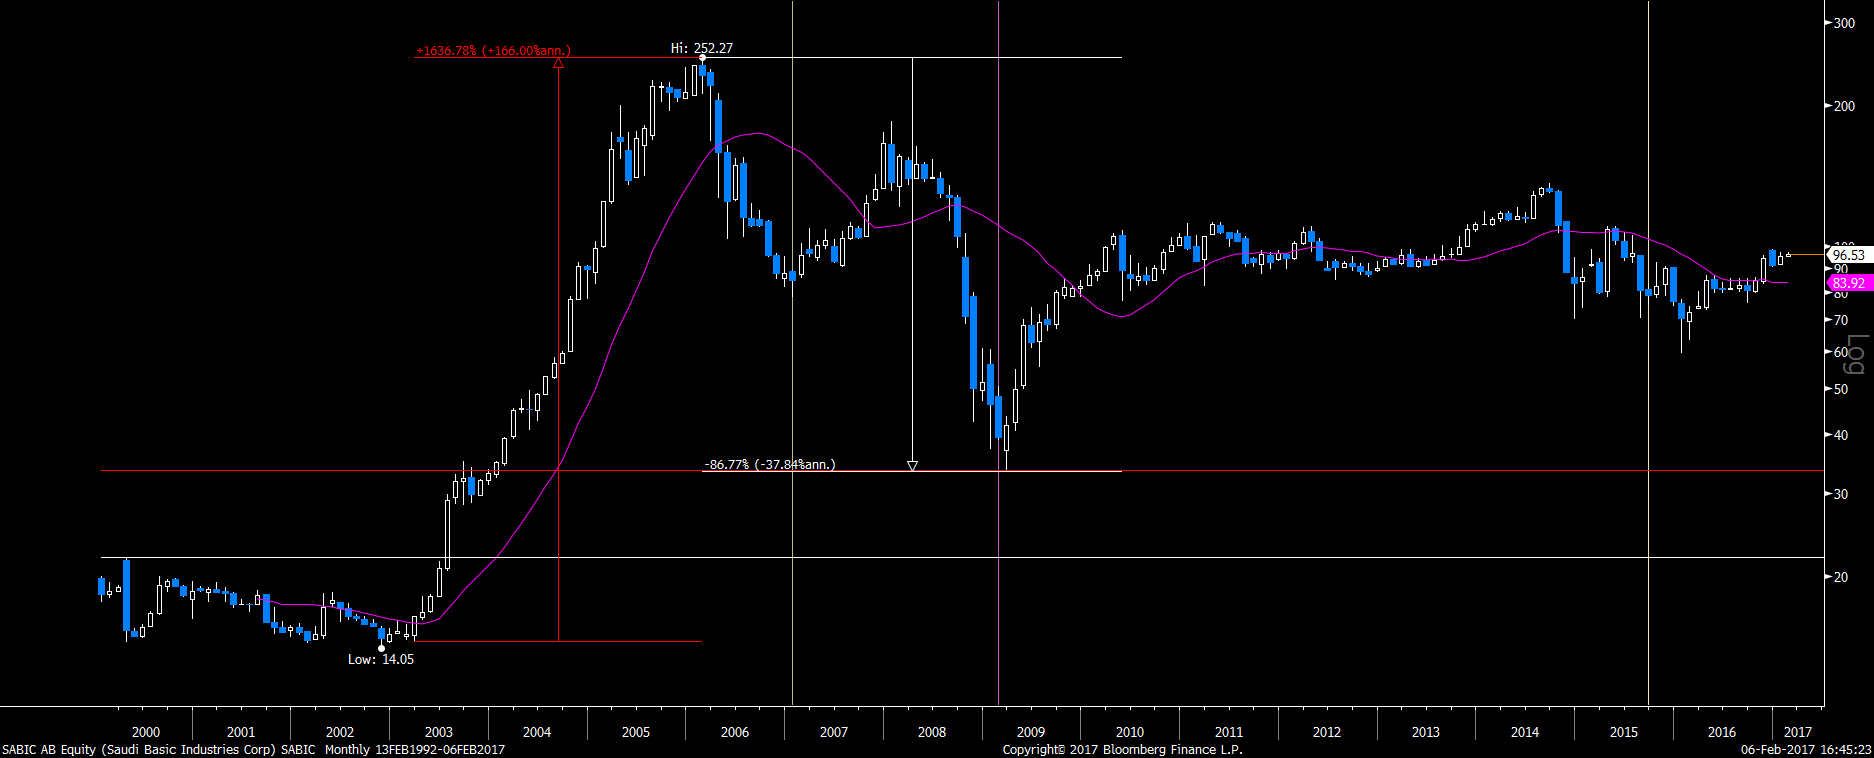 +1636.78% (+166.00%ann.)
Hi: 252.27
300
200
100
96.53
90
83.92
80
70
60
Log
50
40
-86.77% (-37.84%ann.)
30
20
Low: 14.05
2000 2001 2002 2003 2004 2005 2006 2007 2008 2009 2010 2011 2012 2013 2014 2015 2016 2017
SABIC AB Equity (Saudi Basic Industries Corp) SABIC Monthly 13FEB1992-06FEB2017 Copyright© 2017 Bloomberg Finance L.P. 06-Feb-2017 16:45:23